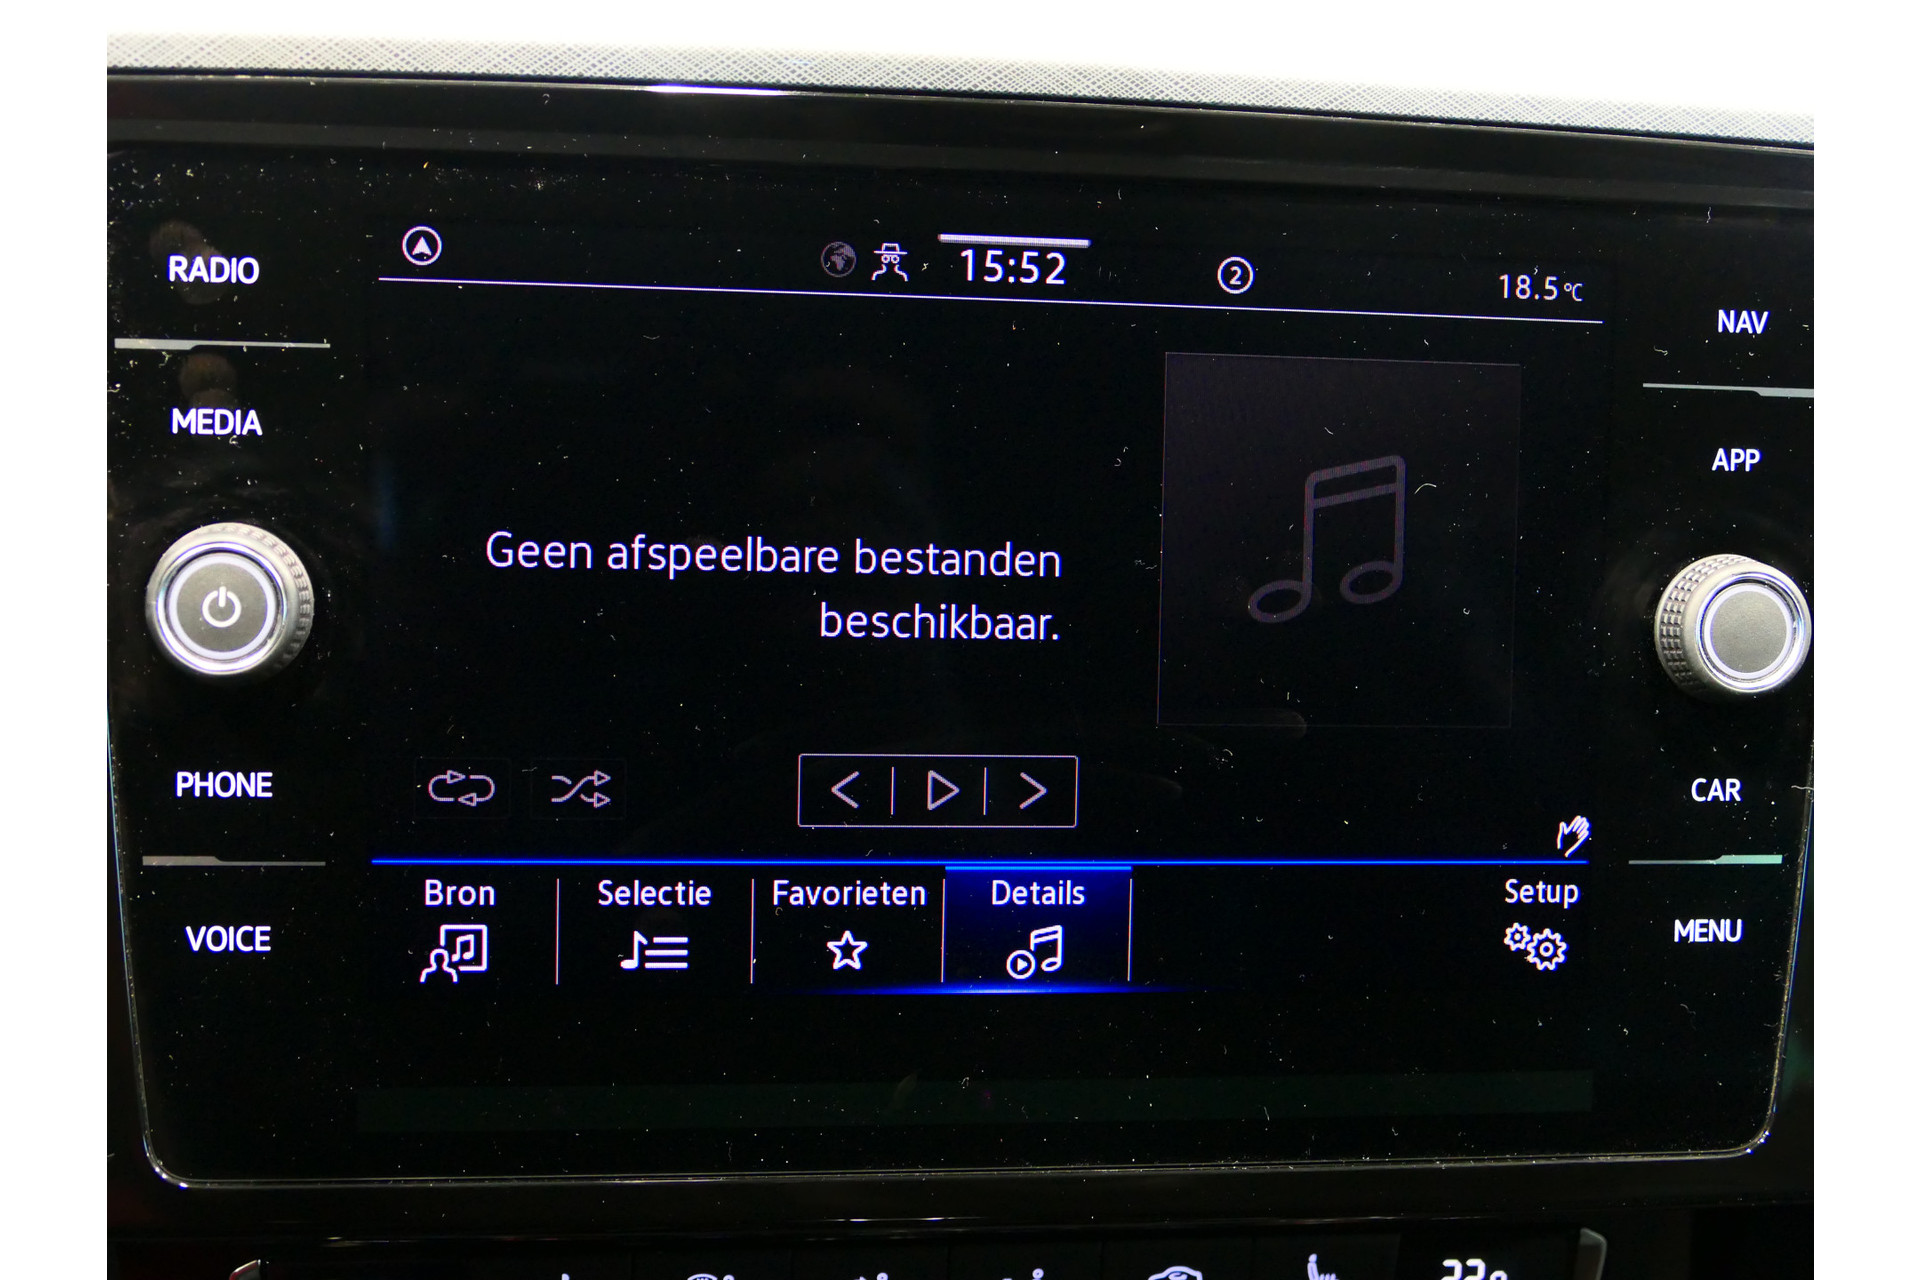 RADIO
MEDIA
PHONE
VOICE
15:52
2
18.5°C
Geen afspeelbare bestanden
beschikbaar.
Bron
Selectie
Favorieten
Details
Setup
NAV
APP
CAR
MENU